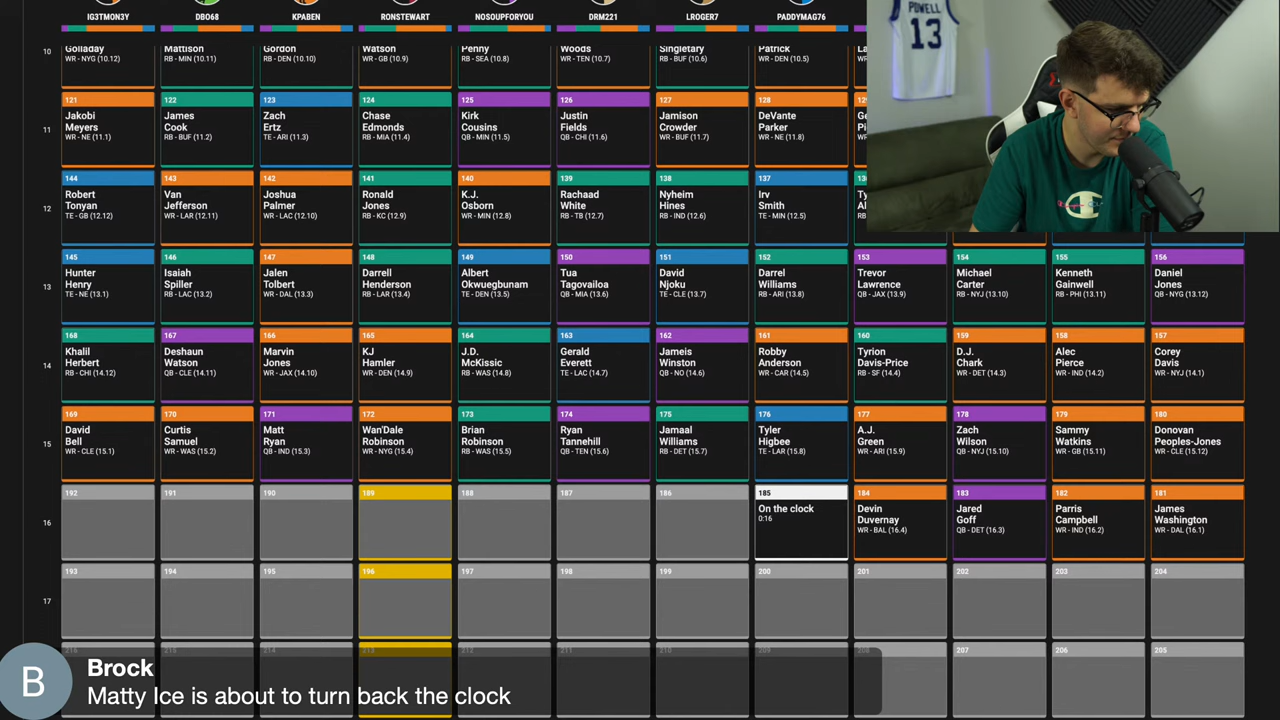 IG3TMON3Y DBO68 KPABEN RONSTEWART NOSOUPFORYOU DRM221 LROGER7 PADDYMAG76
POWELL
13
10
Golladay
WR - NYG (10.12)
Mattison
RB - MIN (10.11)
Gordon
RB - DEN (10.10)
Watson
WR - GB (10.9)
Penny
RB - SEA (10.8)
Woods
WR - TEN (10.7)
Singletary
RB - BUF (10.6)
Patrick
WR - DEN (10.5)
11
121
Jakobi
Meyers
WR - NE (11.1)
122
James
Cook
RB - BUF (11.2)
123
Zach
Ertz
TE - ARI (11.3)
124
Chase
Edmonds
RB - MIA (11.4)
125
Kirk
Cousins
QB - MIN (11.5)
126
Justin
Fields
QB - CHI (11.6)
127
Jamison
Crowder
WR - BUF (11.7)
128
DeVante
Parker
WR - NE (11.8)
12
144
Robert
Tonyan
TE - GB (12.12)
143
Van
Jefferson
WR - LAR (12.11)
142
Joshua
Palmer
WR - LAC (12.10)
141
Ronald
Jones
RB - KC (12.9)
140
K.J.
Osborn
WR - MIN (12.8)
139
Rachaad
White
RB - TB (12.7)
138
Nyheim
Hines
RB - IND (12.6)
137
Irv
Smith
TE - MIN (12.5)
13
145
Hunter
Henry
TE - NE (13.1)
146
Isaiah
Spiller
RB - LAC (13.2)
147
Jalen
Tolbert
WR - DAL (13.3)
148
Darrell
Henderson
RB - LAR (13.4)
149
Albert
Okwuegbunam
TE - DEN (13.5)
150
Tua
Tagovailoa
QB - MIA (13.6)
151
David
Njoku
TE - CLE (13.7)
152
Darrel
Williams
RB - ARI (13.8)
153
Trevor
Lawrence
QB - JAX (13.9)
154
Michael
Carter
RB - NYJ (13.10)
155
Kenneth
Gainwell
RB - PHI (13.11)
156
Daniel
Jones
QB - NYG (13.12)
14
168
Khalil
Herbert
RB - CHI (14.12)
167
Deshaun
Watson
QB - CLE (14.11)
166
Marvin
Jones
WR - JAX (14.10)
165
KJ
Hamler
WR - DEN (14.9)
164
J.D.
McKissic
RB - WAS (14.8)
163
Gerald
Everett
TE - LAC (14.7)
162
Jameis
Winston
QB - NO (14.6)
161
Robby
Anderson
WR - CAR (14.5)
160
Tyrion
Davis-Price
RB - SF (14.4)
159
D.J.
Chark
WR - DET (14.3)
158
Alec
Pierce
WR - IND (14.2)
157
Corey
Davis
WR - NYJ (14.1)
15
169
David
Bell
WR - CLE (15.1)
170
Curtis
Samuel
WR - WAS (15.2)
171
Matt
Ryan
QB - IND (15.3)
172
Wan'Dale
Robinson
WR - NYG (15.4)
173
Brian
Robinson
RB - WAS (15.5)
174
Ryan
Tannehill
QB - TEN (15.6)
175
Jamaal
Williams
RB - DET (15.7)
176
Tyler
Higbee
TE - LAR (15.8)
177
A.J.
Green
WR - ARI (15.9)
178
Zach
Wilson
QB - NYJ (15.10)
179
Sammy
Watkins
WR - GB (15.11)
180
Donovan
Peoples-Jones
WR - CLE (15.12)
16
192 191 190 189 188 187 186
185
On the clock
0:16
184
Devin
Duvernay
WR - BAL (16.4)
183
Jared
Goff
QB - DET (16.3)
182
Parris
Campbell
WR - IND (16.2)
181
James
Washington
WR - DAL (16.1)
17
193 194 195 196 197 198 199 200 201 202 203 204
216 215 214 213 212 211 210 208 207 206 205
B
Brock
Matty Ice is about to turn back the clock